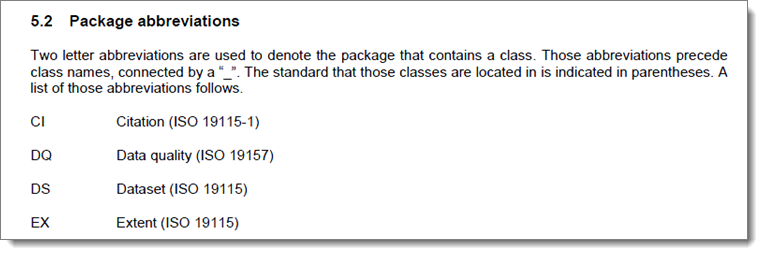 5.2 Package abbreviations
Two letter abbreviations are used to denote the package that contains a class. Those abbreviations precede
class names, connected by a “_”. The standard that those classes are located in is indicated in parentheses. A
list of those abbreviations follows.
CI Citation (ISO 19115-1)
DQ Data quality (ISO 19157)
DS Dataset (ISO 19115)
EX Extent (ISO 19115)